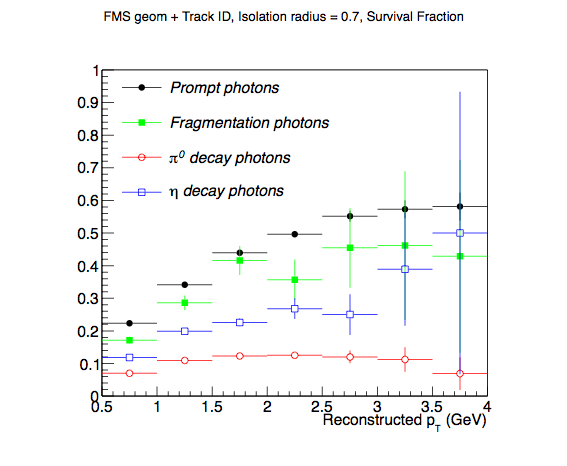 FMS geom + Track ID, Isolation radius = 0.7, Survival Fraction
1
0.9
0.8
0.7
0.6
0.5
0.4
0.3
0.2
0.1
0
Prompt photons
Fragmentation photons
π⁰ decay photons
η decay photons
0.5 1 1.5 2 2.5 3 3.5 4
Reconstructed p_T (GeV)